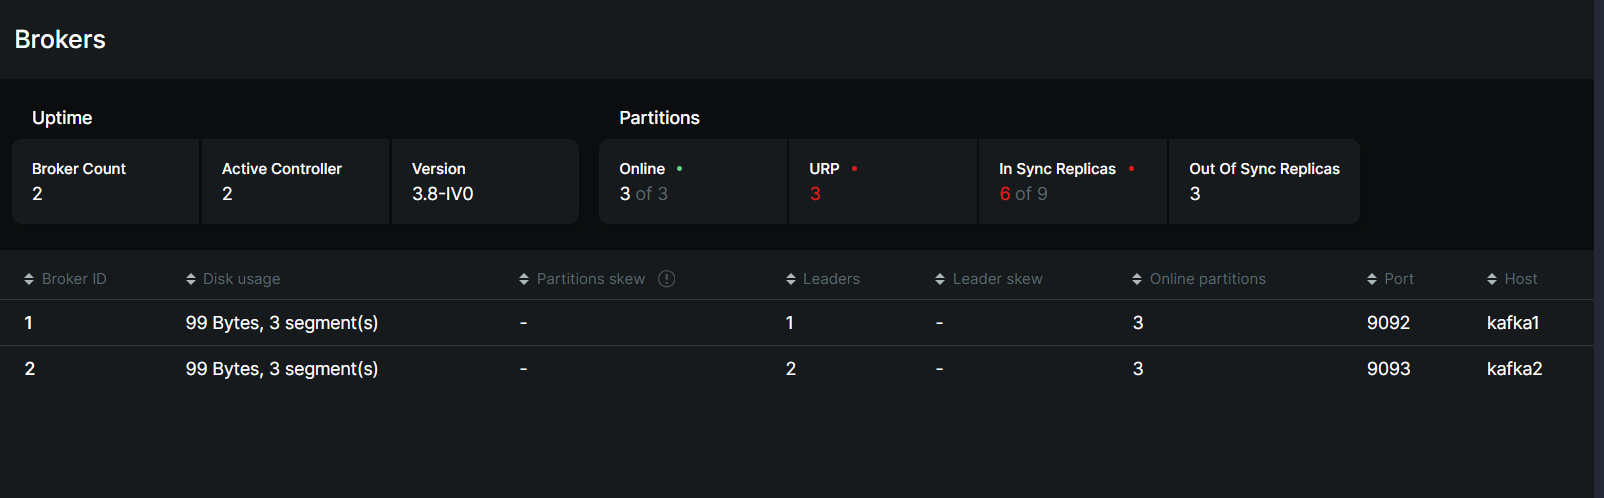 Brokers
Uptime
Partitions
Broker Count
Active Controller
Version
Online
URP
In Sync Replicas
Out Of Sync Replicas
2
2
3.8-IV0
3 of 3
3
6 of 9
3
Broker ID
Disk usage
Partitions skew
Leaders
Leader skew
Online partitions
Port
Host
1
99 Bytes, 3 segment(s)
-
1
-
3
9092
kafka1
2
99 Bytes, 3 segment(s)
-
2
-
3
9093
kafka2